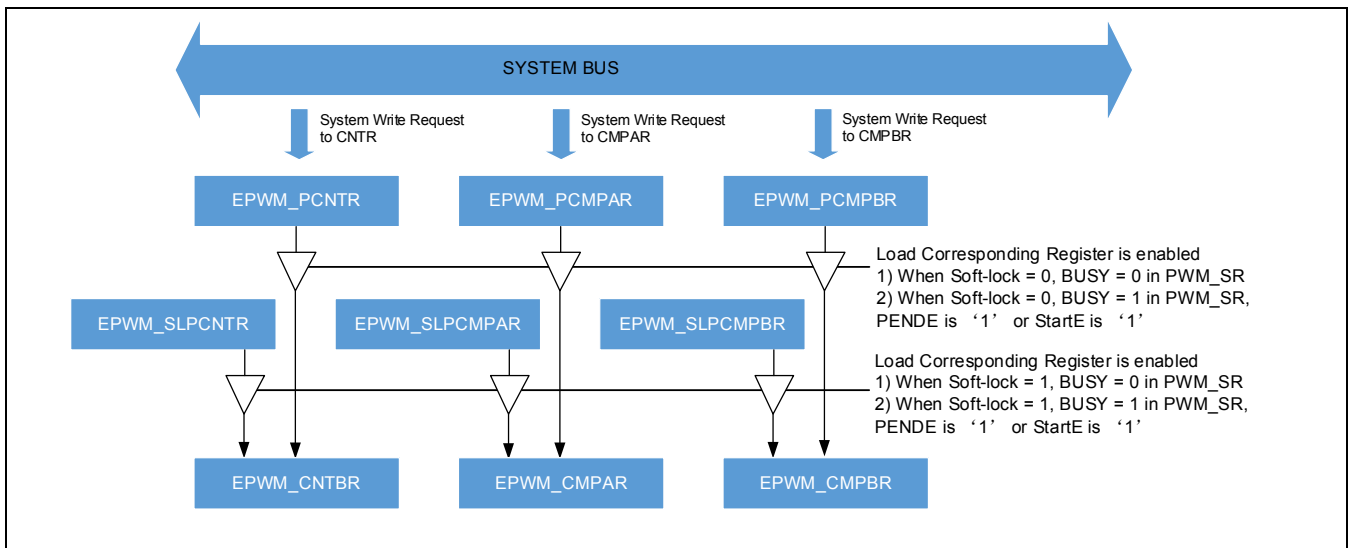 SYSTEM BUS
System Write Request
to CNTR
System Write Request
to CMPAR
System Write Request
to CMPBR
EPWM_PCNTR
EPWM_PCMPAR
EPWM_PCMPBR
Load Corresponding Register is enabled
1) When Soft-lock = 0, BUSY = 0 in PWM_SR
2) When Soft-lock = 0, BUSY = 1 in PWM_SR,
PENDE is ‘1’ or StartE is ‘1’
EPWM_SLPCNTR
EPWM_SLPCMPAR
EPWM_SLPCMPBR
Load Corresponding Register is enabled
1) When Soft-lock = 1, BUSY = 0 in PWM_SR
2) When Soft-lock = 1, BUSY = 1 in PWM_SR,
PENDE is ‘1’ or StartE is ‘1’
EPWM_CNTBR
EPWM_CMPAR
EPWM_CMPBR